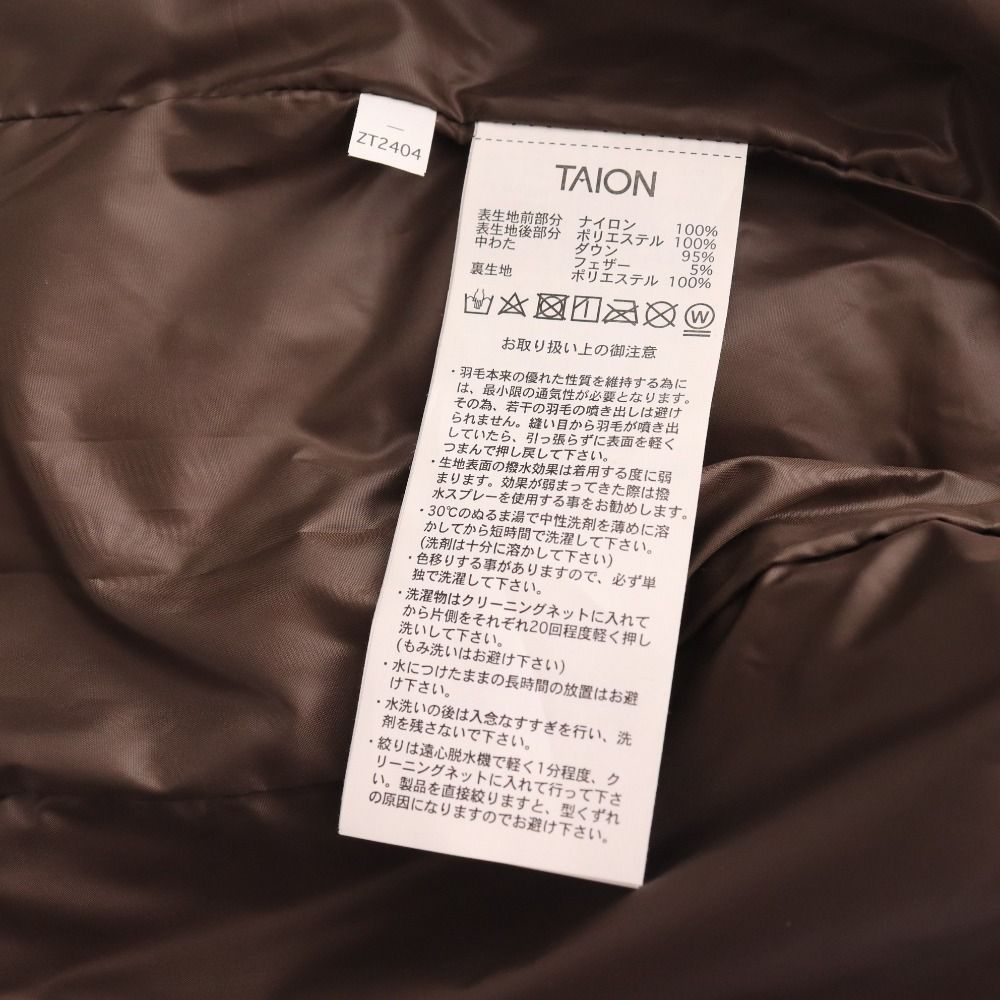 ZT2404
TAION
表生地前部分 ナイロン 100%
表生地後部分 ポリエステル 100%
中わた ダウン 95%
フェザー 5%
裏生地 ポリエステル 100%
W
お取り扱い上の御注意
・羽毛本来の優れた性質を維持する為に
は、最小限の通気性が必要となります。
その為、若干の羽毛の噴き出しは避け
られません。縫い目から羽毛が噴き出
していたら、引っ張らずに表面を軽く
つまんで押し戻して下さい。
・生地表面の撥水効果は着用する度に弱
まります。効果が弱まってきた際は撥
水スプレーを使用する事をお勧めします。
・30℃のぬるま湯で中性洗剤を薄めに溶
かしてから短時間で洗濯して下さい。
(洗剤は十分に溶かして下さい)
・色移りする事がありますので、必ず単
独で洗濯して下さい。
・洗濯物はクリーニングネットに入れて
から片側をそれぞれ20回程度軽く押し
洗いして下さい。
(もみ洗いはお避け下さい)
・水につけたままの長時間の放置はお避
け下さい。
・水洗いの後は入念なすすぎを行い、洗
剤を残さないで下さい。
・絞りは遠心脱水機で軽く1分程度、ク
リーニングネットに入れて行って下さ
い。製品を直接絞りますと、型くずれ
の原因になりますのでお避け下さい。